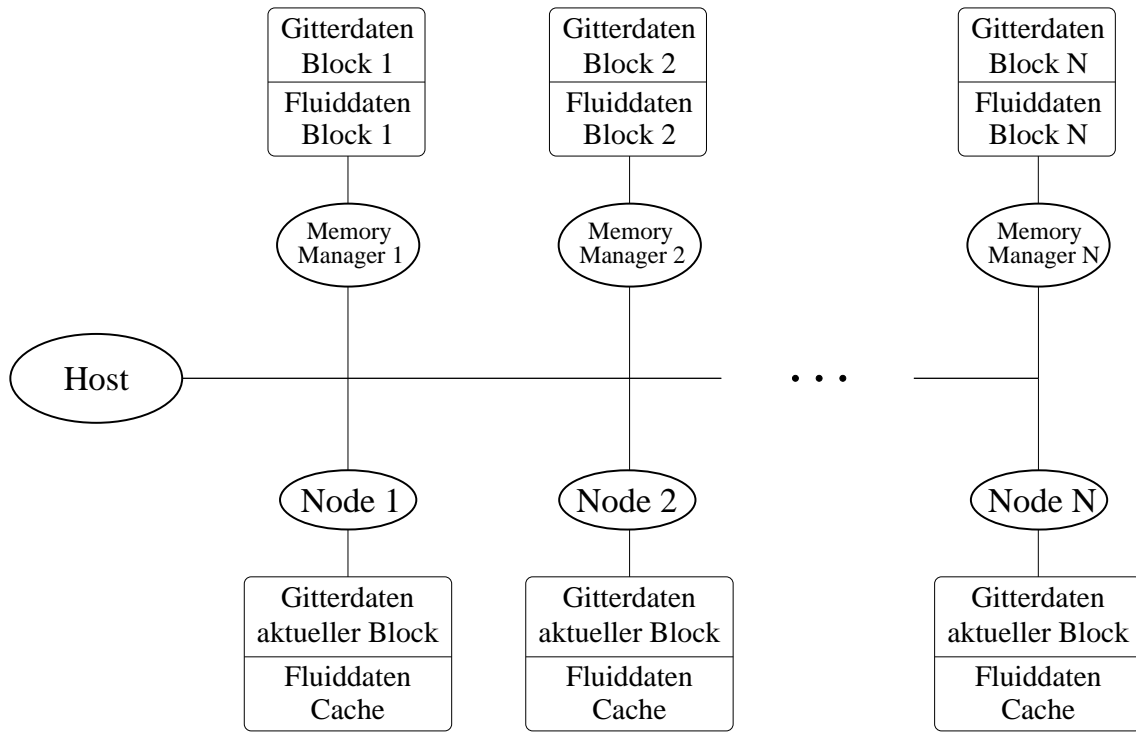 Gitterdaten
Block 1
Fluiddaten
Block 1
Gitterdaten
Block 2
Fluiddaten
Block 2
Gitterdaten
Block N
Fluiddaten
Block N
Memory
Manager 1
Memory
Manager 2
Memory
Manager N
Host
. . .
Node 1
Node 2
Node N
Gitterdaten
aktueller Block
Fluiddaten
Cache
Gitterdaten
aktueller Block
Fluiddaten
Cache
Gitterdaten
aktueller Block
Fluiddaten
Cache